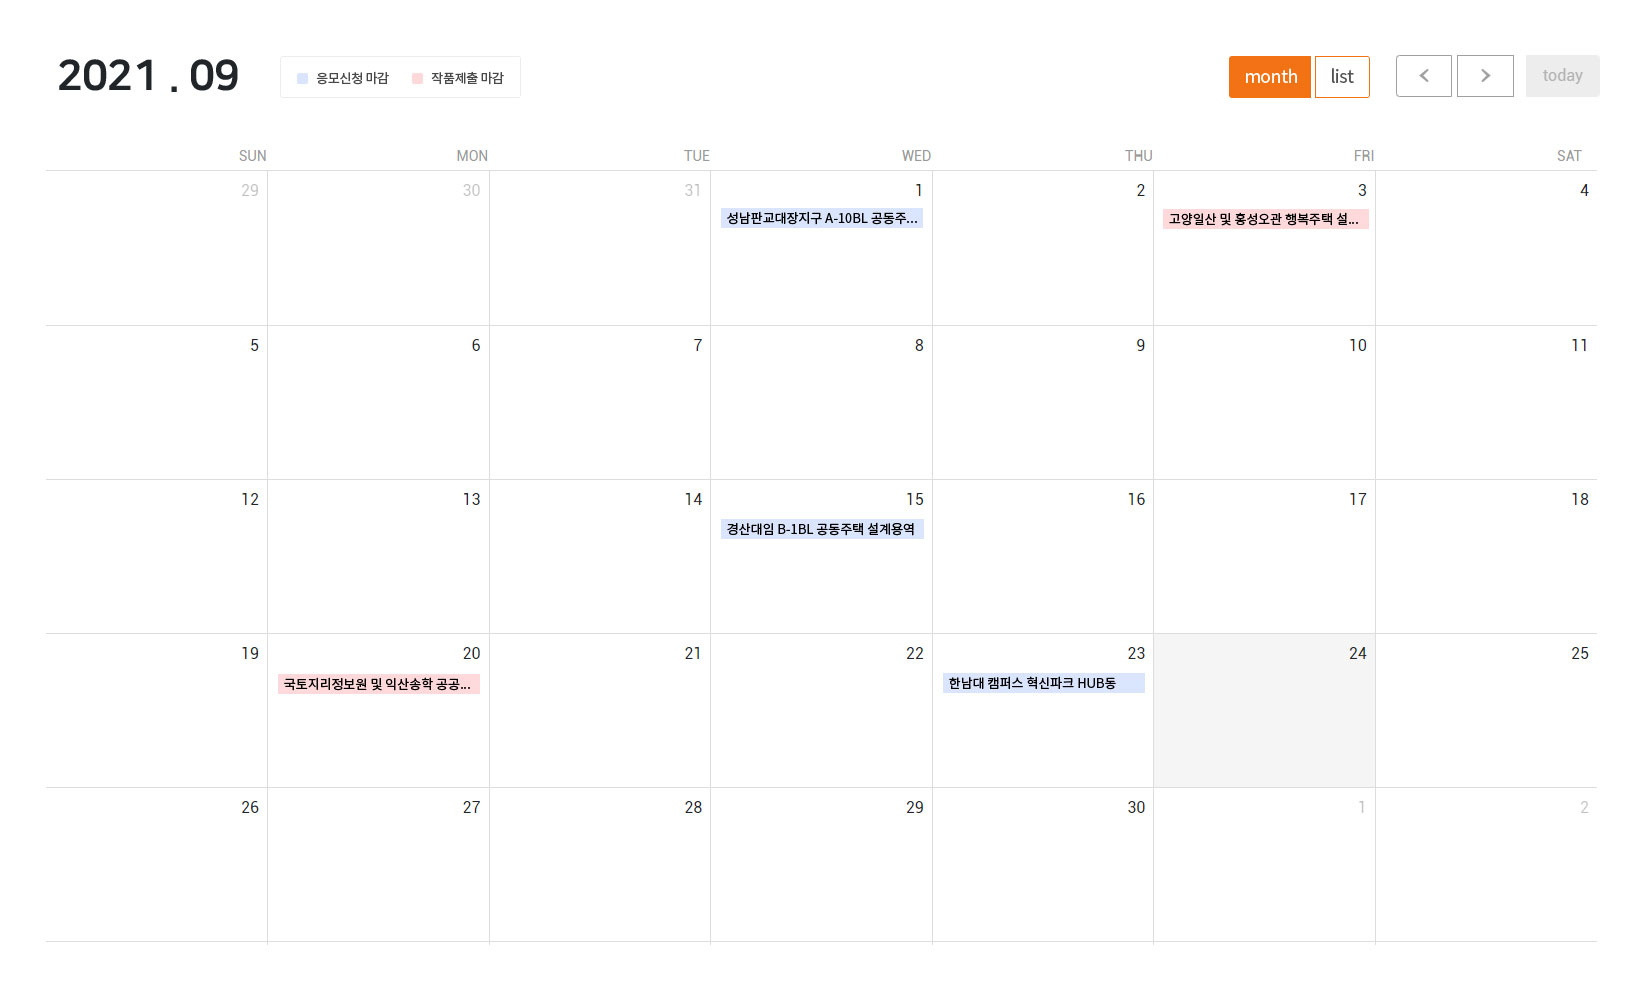 2021 . 09
응모신청 마감 작품제출 마감
month list < > today
SUN MON TUE WED THU FRI SAT
29 30 31 1 2 3 4
성남판교대장지구 A-10BL 공동주... 고양일산 및 홍성오관 행복주택 설...
5 6 7 8 9 10 11
12 13 14 15 16 17 18
경산대임 B-1BL 공동주택 설계용역
19 20 21 22 23 24 25
국토지리정보원 및 익산송학 공공... 한남대 캠퍼스 혁신파크 HUB동
26 27 28 29 30 1 2